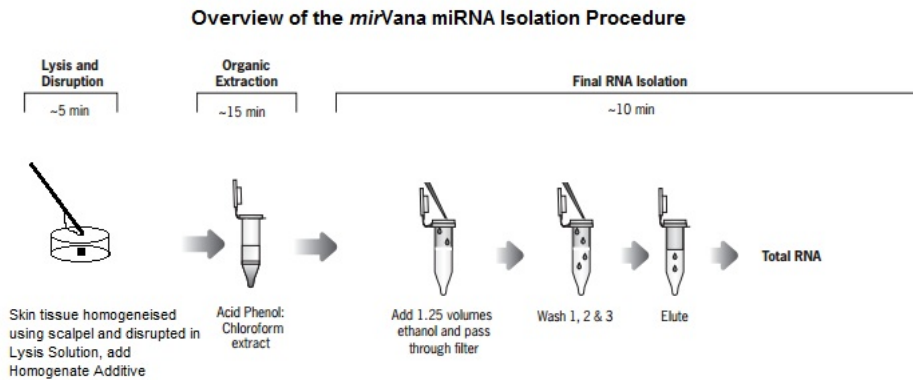 Overview of the mirVana miRNA Isolation Procedure
Lysis and
Disruption
~5 min
Organic
Extraction
~15 min
Final RNA Isolation
~10 min
Skin tissue homogeneised
using scalpel and disrupted in
Lysis Solution, add
Homogenate Additive
Acid Phenol:
Chloroform
extract
Add 1.25 volumes
ethanol and pass
through filter
Wash 1, 2 & 3
Elute
Total RNA